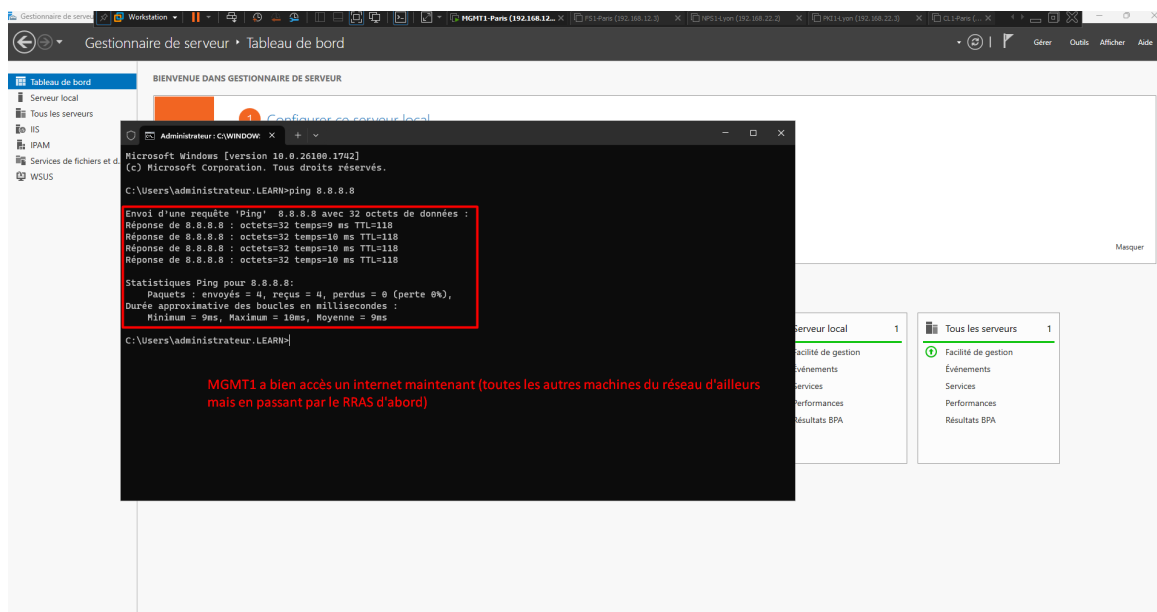 Gestionnaire de serveu
Workstation
MGMT1-Paris (192.168.12...
FS1-Paris (192.168.12.3)
NPS1-Lyon (192.168.22.2)
PKI1-Lyon (192.168.22.3)
CL1-Paris (...
Gestionnaire de serveur • Tableau de bord
Gérer Outils Afficher Aide
Tableau de bord
Serveur local
Tous les serveurs
IIS
IPAM
Services de fichiers et d...
WSUS
BIENVENUE DANS GESTIONNAIRE DE SERVEUR
1 Configurer ce serveur local
Administrateur : C:\WINDOW:
Microsoft Windows [version 10.0.26100.1742]
(c) Microsoft Corporation. Tous droits réservés.
C:\Users\administrateur.LEARN>ping 8.8.8.8
Envoi d'une requête 'Ping'  8.8.8.8 avec 32 octets de données :
Réponse de 8.8.8.8 : octets=32 temps=9 ms TTL=118
Réponse de 8.8.8.8 : octets=32 temps=10 ms TTL=118
Réponse de 8.8.8.8 : octets=32 temps=10 ms TTL=118
Réponse de 8.8.8.8 : octets=32 temps=10 ms TTL=118
Statistiques Ping pour 8.8.8.8:
Paquets : envoyés = 4, reçus = 4, perdus = 0 (perte 0%),
Durée approximative des boucles en millisecondes :
Minimum = 9ms, Maximum = 10ms, Moyenne = 9ms
C:\Users\administrateur.LEARN>
MGMT1 a bien accès un internet maintenant (toutes les autres machines du réseau d'ailleurs
mais en passant par le RRAS d'abord)
Masquer
Serveur local 1
Facilité de gestion
Événements
Services
Performances
Résultats BPA
Tous les serveurs 1
Facilité de gestion
Événements
Services
Performances
Résultats BPA